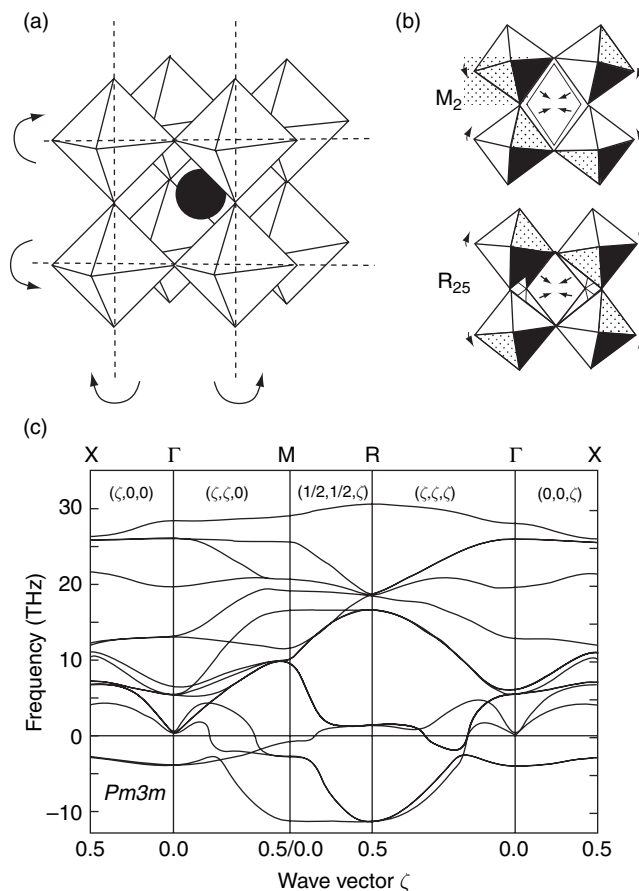 (a)
(b)
M2
R25
(c)
X Γ M R Γ X
(ζ,0,0) (ζ,ζ,0) (1/2,1/2,ζ) (ζ,ζ,ζ) (0,0,ζ)
30
20
10
0
−10
Frequency (THz)
Pm3m
0.5 0.0 0.5/0.0 0.5 0.0 0.5
Wave vector ζ